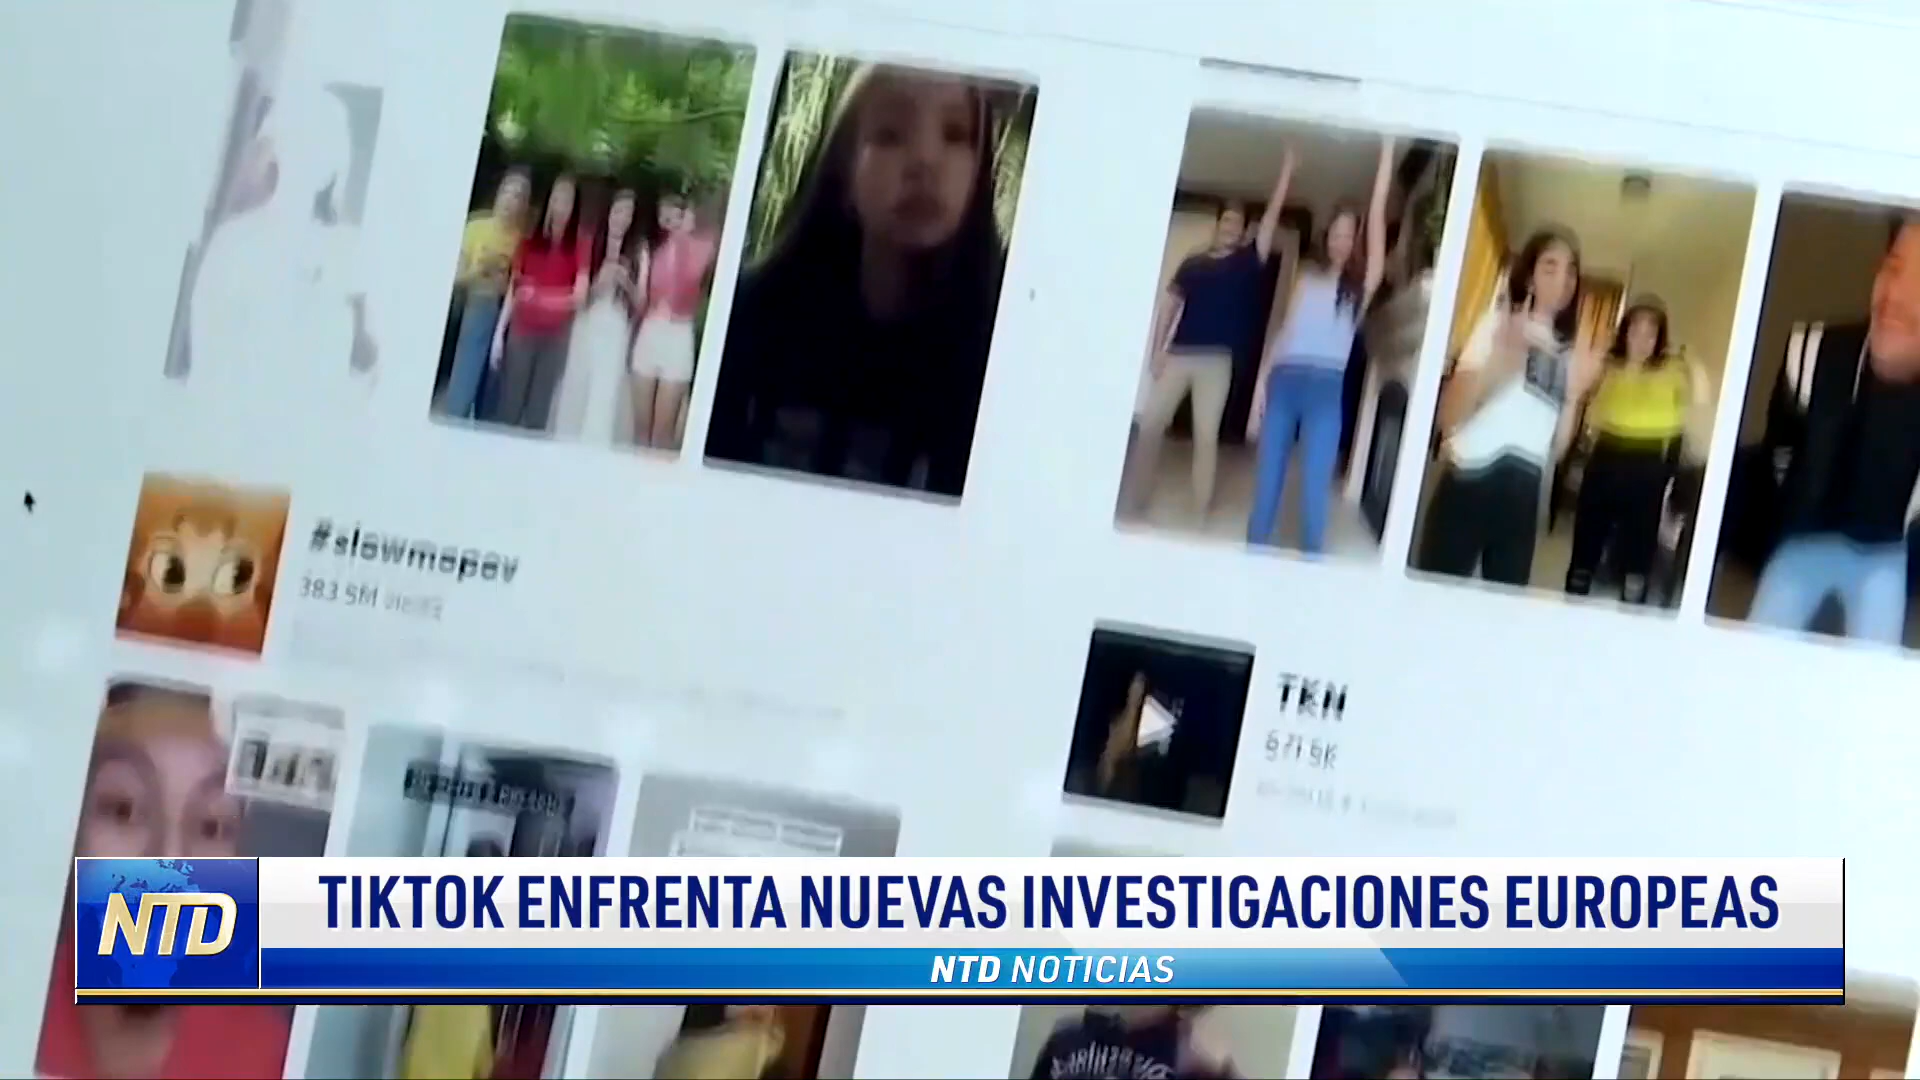 #slowmopov
383.5M views
TKN
671.5K
NTD
TIKTOK ENFRENTA NUEVAS INVESTIGACIONES EUROPEAS
NTD NOTICIAS